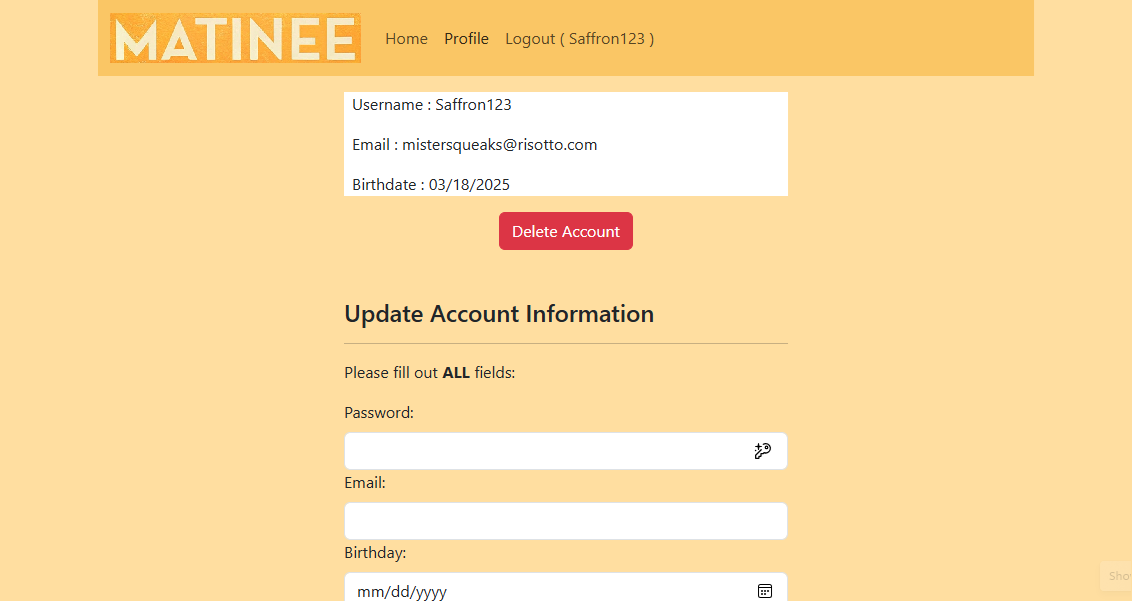 MATINEE
Home Profile Logout ( Saffron123 )
Username : Saffron123
Email : mistersqueaks@risotto.com
Birthdate : 03/18/2025
Delete Account
Update Account Information
Please fill out ALL fields:
Password:
Email:
Birthday:
mm/dd/yyyy